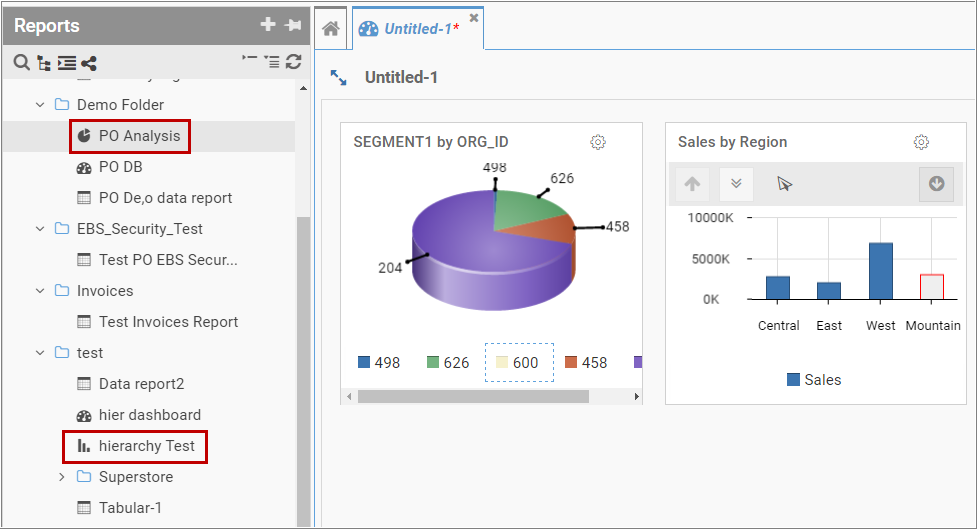 Reports
Demo Folder
PO Analysis
PO DB
PO De,o data report
EBS_Security_Test
Test PO EBS Secur...
Invoices
Test Invoices Report
test
Data report2
hier dashboard
hierarchy Test
Superstore
Tabular-1
Untitled-1*
Untitled-1
SEGMENT1 by ORG_ID
498
626
458
204
498 626 600 458
Sales by Region
10000K
5000K
0K
Central East West Mountain
Sales